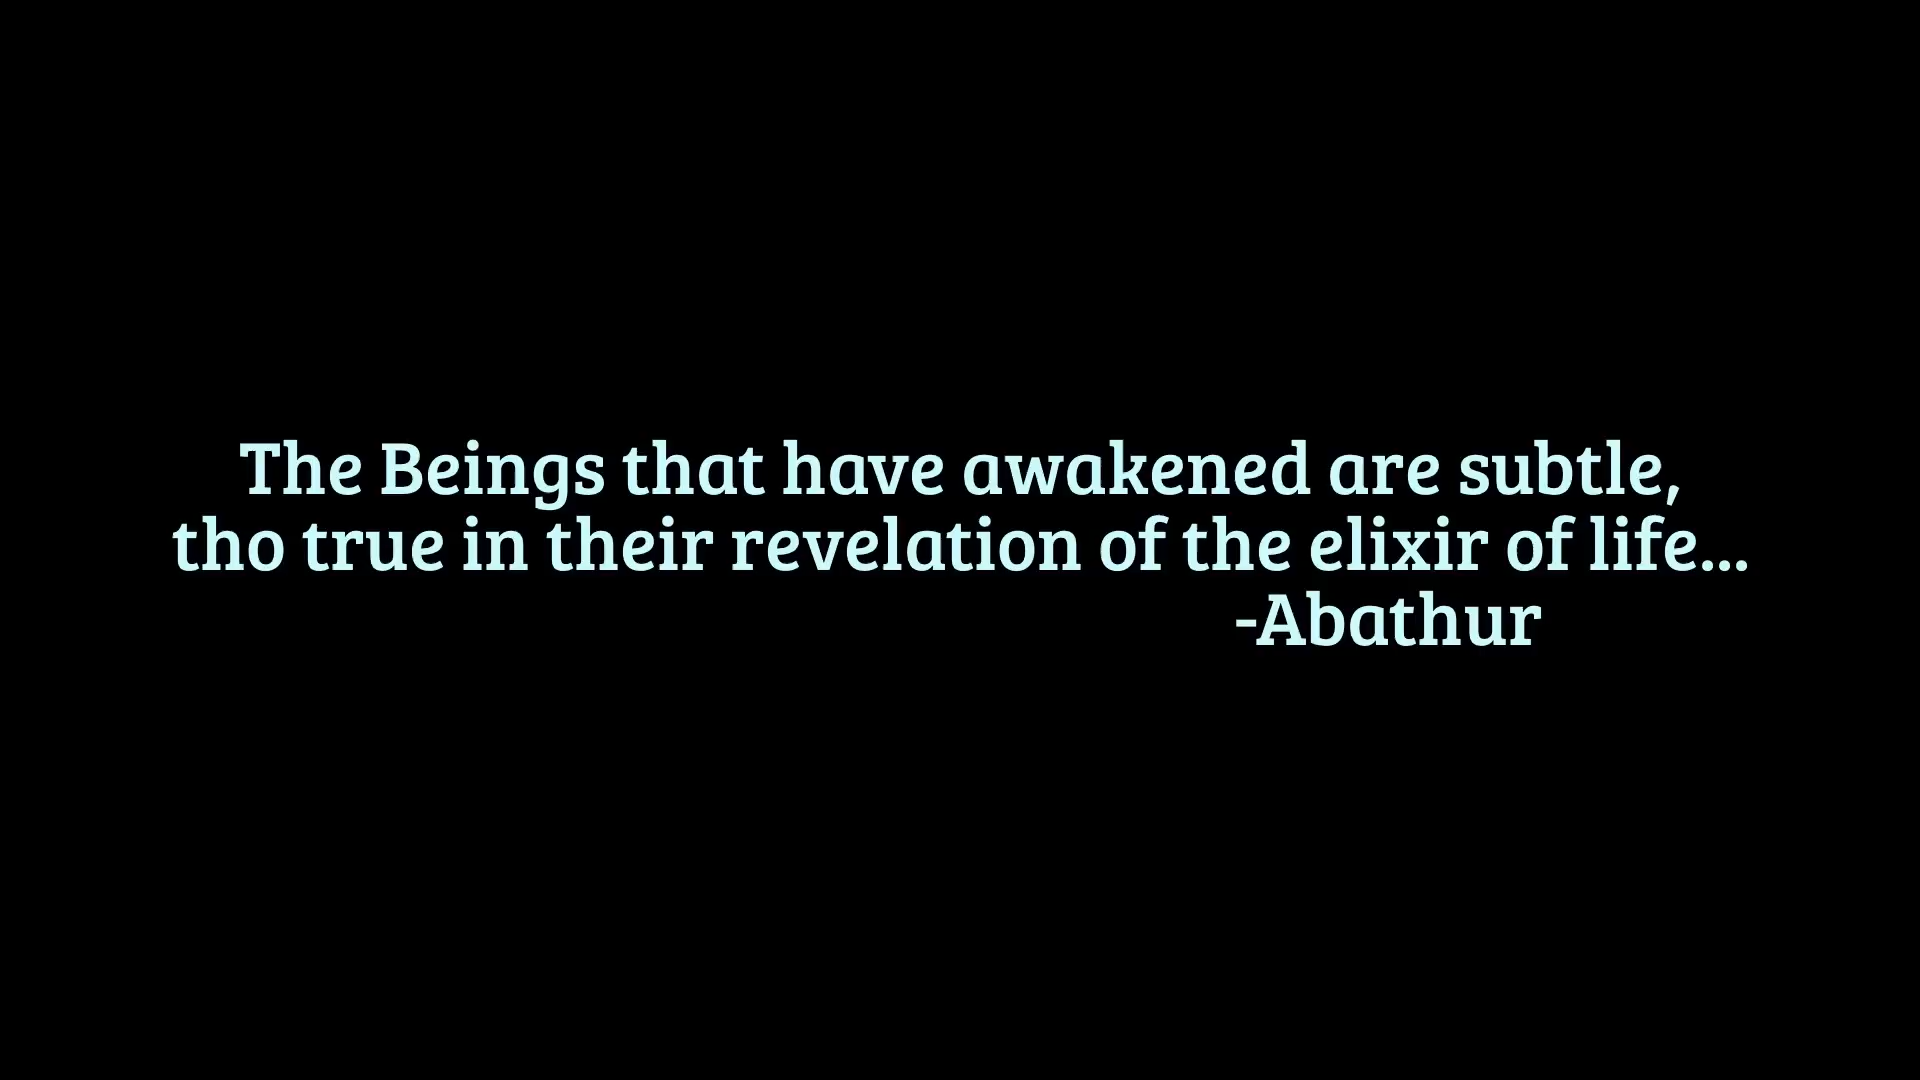 The Beings that have awakened are subtle,
tho true in their revelation of the elixir of life...
-Abathur